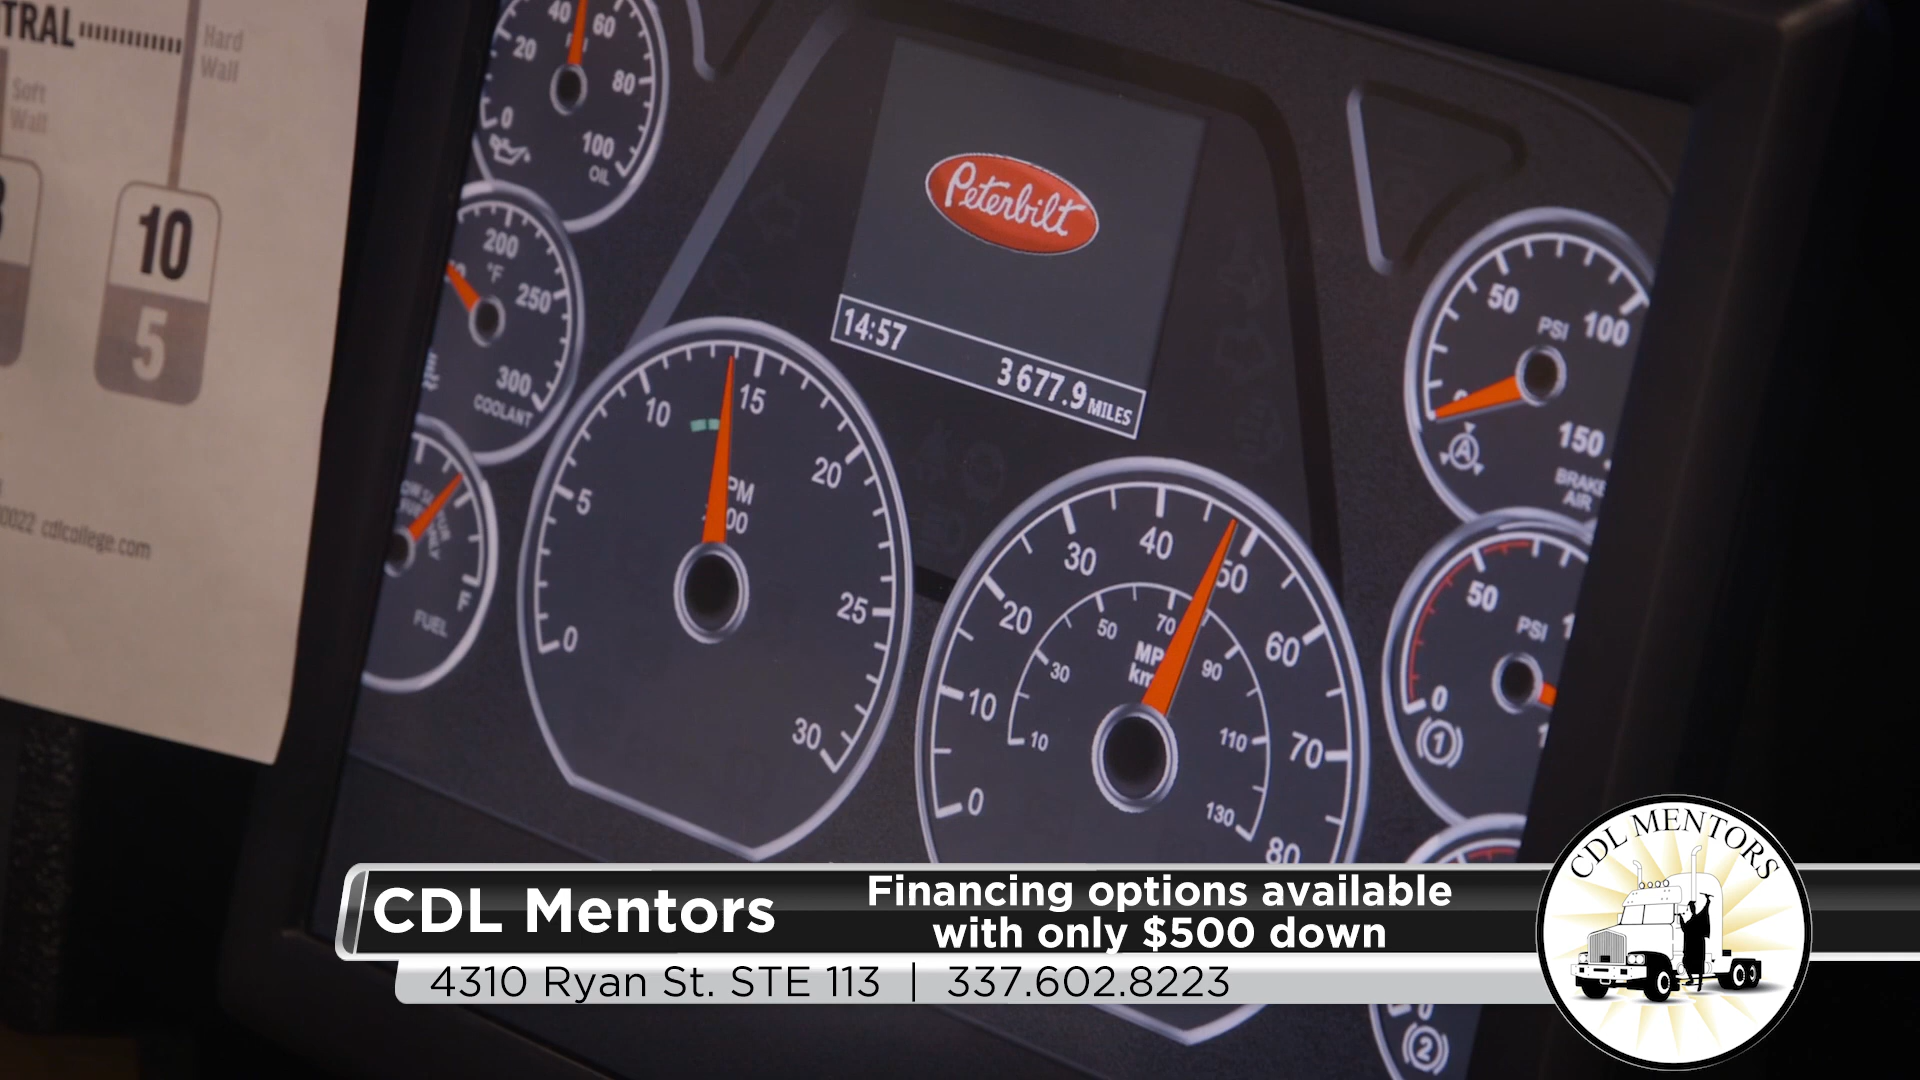 TRAL
Hard
Wall
Soft
Wall
10
5
0022 cdlcollege.com
0
20
40
60
80
100
OIL
200
°F
250
300
COOLANT
FUEL
F
Peterbilt
14:57
3 677.9 MILES
0
5
10
15
20
25
30
0
10
20
30
40
50
60
70
80
10
30
50
70
90
110
130
50
PSI
100
150
BRAKE
AIR
A
50
PSI
0
1
2
CDL Mentors
Financing options available
with only $500 down
4310 Ryan St. STE 113 | 337.602.8223
CDL MENTORS